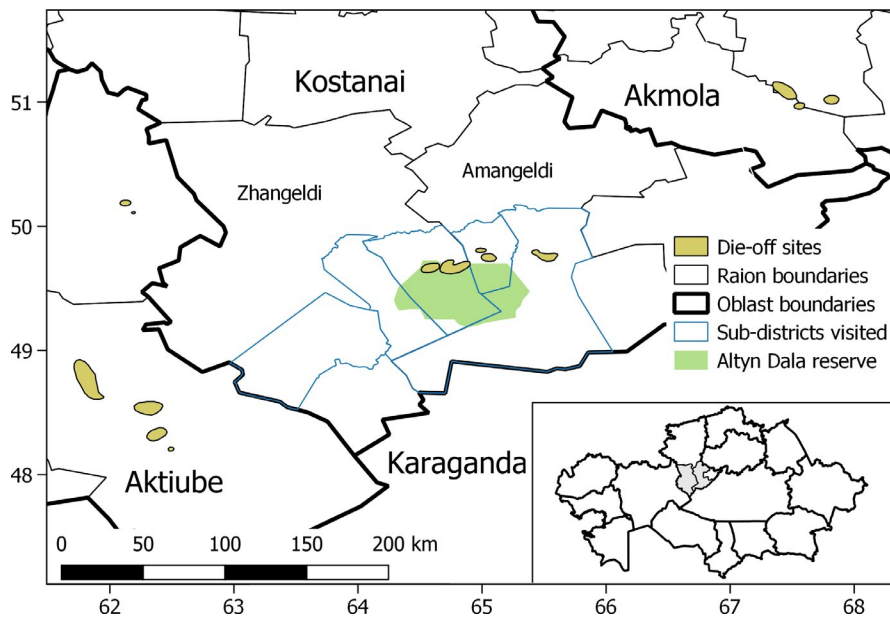 51
50
49
48
Kostanai
Akmola
Zhangeldi
Amangeldi
Die-off sites
Raion boundaries
Oblast boundaries
Sub-districts visited
Altyn Dala reserve
Aktiube
Karaganda
0 50 100 150 200 km
62 63 64 65 66 67 68